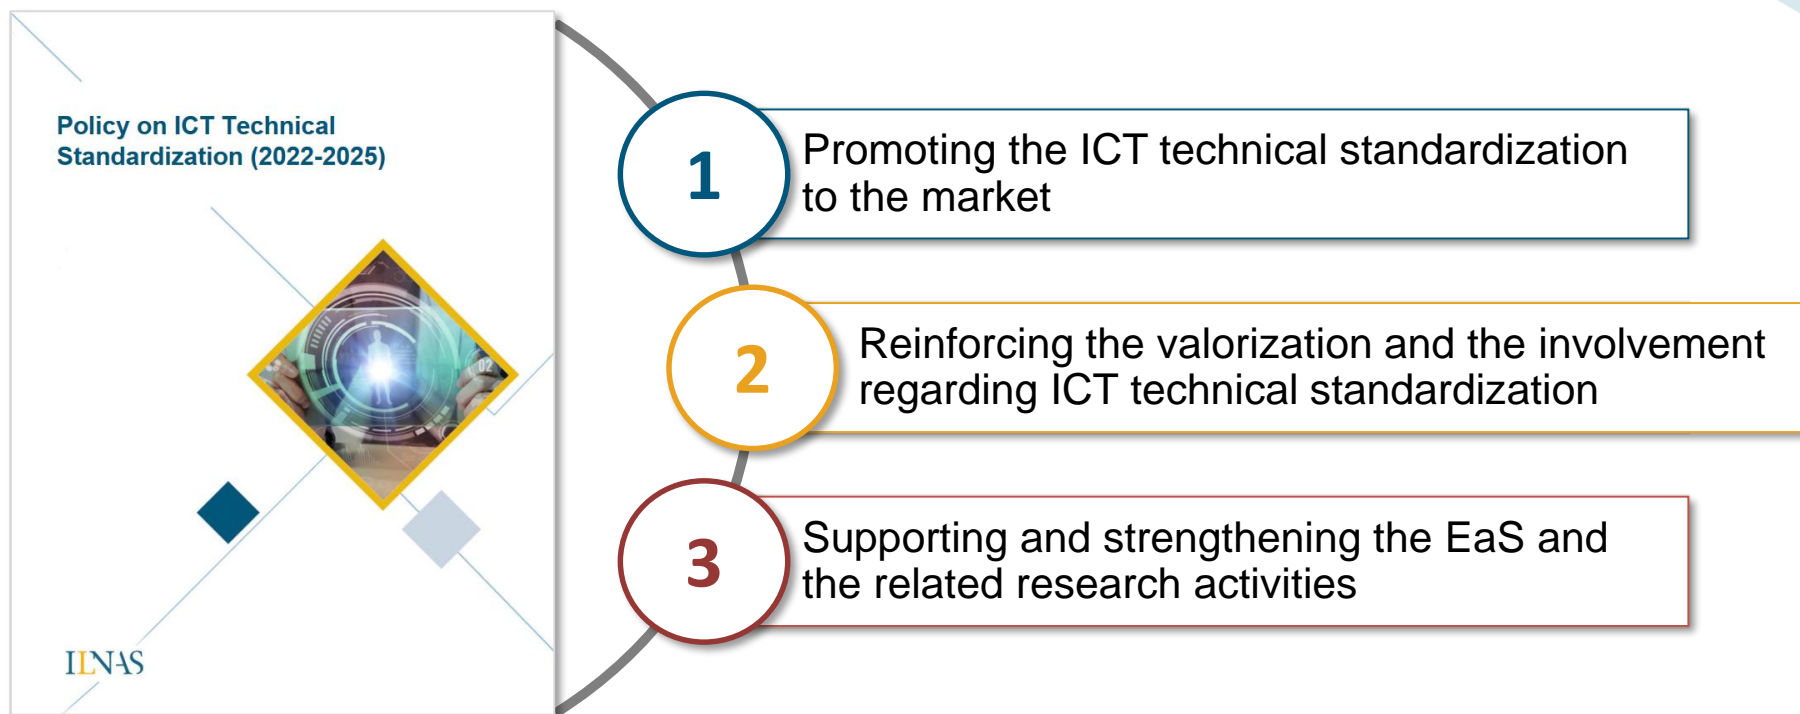 Policy on ICT Technical
Standardization (2022-2025)
02
ILNAS
1
Promoting the ICT technical standardization
to the market
2
Reinforcing the valorization and the involvement
regarding ICT technical standardization
3
Supporting and strengthening the EaS and
the related research activities